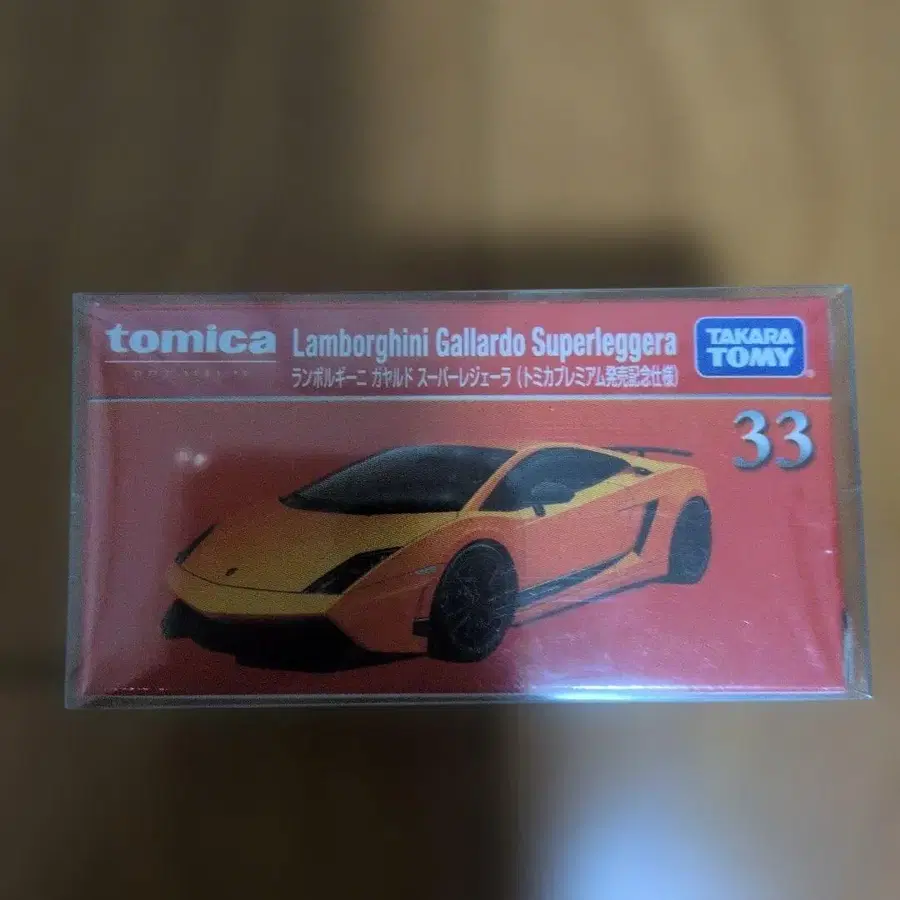 tomica
PREMIUM
Lamborghini Gallardo Superleggera
ランボルギーニ ガヤルド スーパーレジェーラ（トミカプレミアム発売記念仕様）
TAKARA
TOMY
33